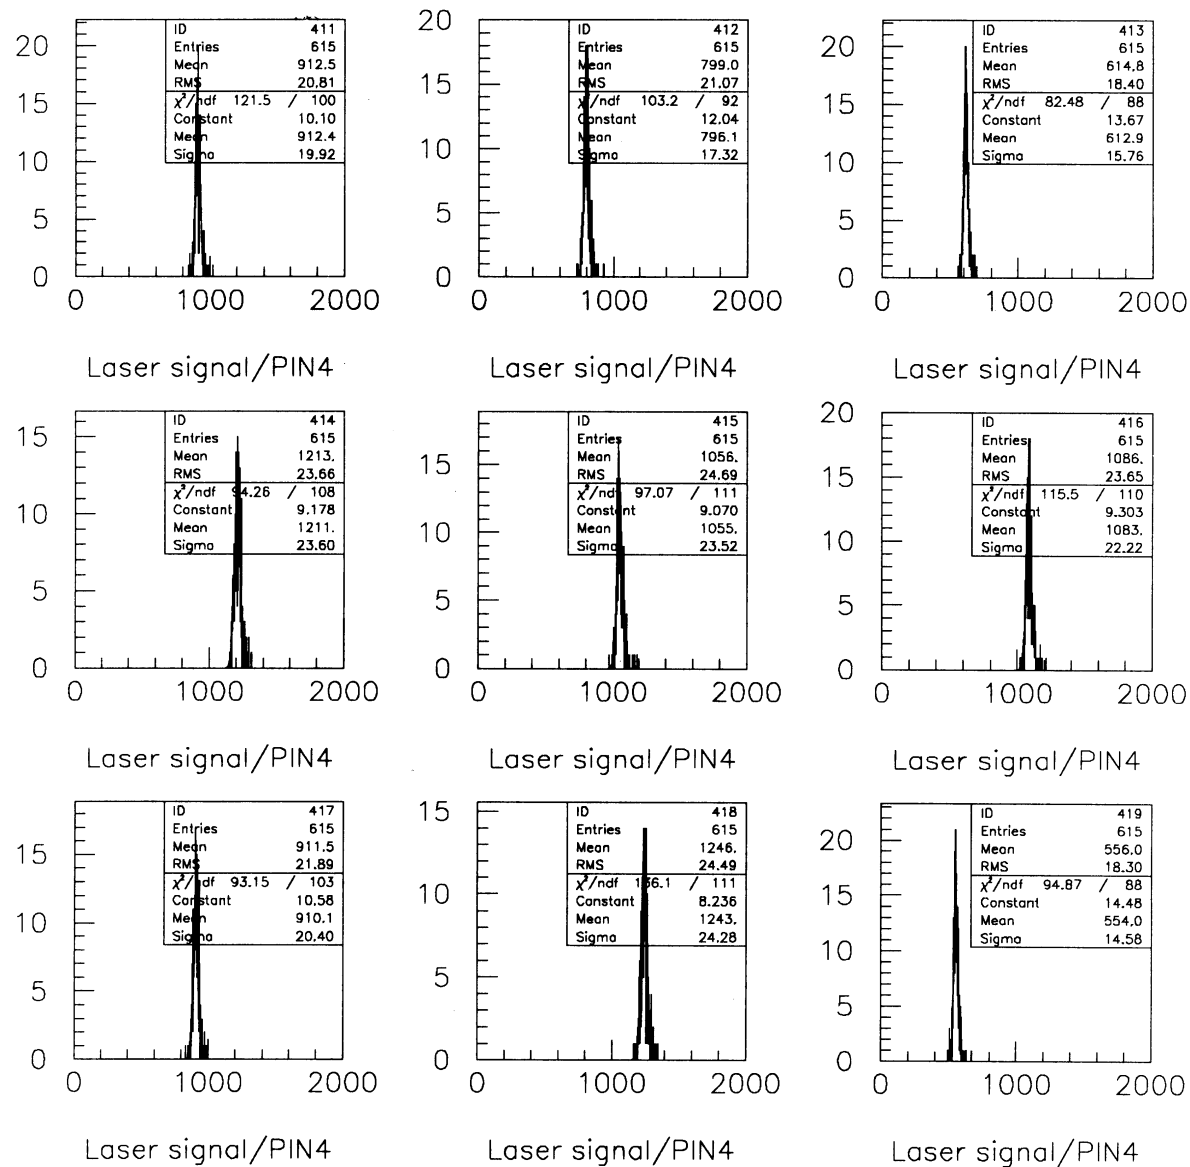 ID 411
Entries 615
Mean 912.5
RMS 20.81
χ²/ndf 121.5 / 100
Constant 10.10
Mean 912.4
Sigma 19.92
20
15
10
5
0
0 1000 2000
Laser signal/PIN4
ID 412
Entries 615
Mean 799.0
RMS 21.07
χ²/ndf 103.2 / 92
Constant 12.04
Mean 796.1
Sigma 17.32
20
15
10
5
0
0 1000 2000
Laser signal/PIN4
ID 413
Entries 615
Mean 614.8
RMS 18.40
χ²/ndf 82.48 / 88
Constant 13.67
Mean 612.9
Sigma 15.76
20
15
10
5
0
0 1000 2000
Laser signal/PIN4
ID 414
Entries 615
Mean 1213.
RMS 23.66
χ²/ndf 94.26 / 108
Constant 9.178
Mean 1211.
Sigma 23.60
15
10
5
0
0 1000 2000
Laser signal/PIN4
ID 415
Entries 615
Mean 1056.
RMS 24.69
χ²/ndf 97.07 / 111
Constant 9.070
Mean 1055.
Sigma 23.52
15
10
5
0
0 1000 2000
Laser signal/PIN4
ID 416
Entries 615
Mean 1086.
RMS 23.65
χ²/ndf 115.5 / 110
Constant 9.303
Mean 1083.
Sigma 22.22
20
15
10
5
0
0 1000 2000
Laser signal/PIN4
ID 417
Entries 615
Mean 911.5
RMS 21.89
χ²/ndf 93.15 / 103
Constant 10.58
Mean 910.1
Sigma 20.40
15
10
5
0
0 1000 2000
Laser signal/PIN4
ID 418
Entries 615
Mean 1246.
RMS 24.49
χ²/ndf 136.1 / 111
Constant 8.236
Mean 1243.
Sigma 24.28
15
10
5
0
0 1000 2000
Laser signal/PIN4
ID 419
Entries 615
Mean 556.0
RMS 18.30
χ²/ndf 94.87 / 88
Constant 14.48
Mean 554.0
Sigma 14.58
20
15
10
5
0
0 1000 2000
Laser signal/PIN4